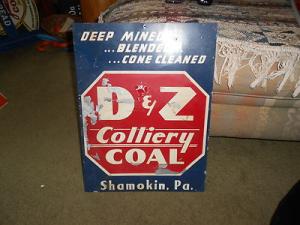 DEEP MINED
...BLENDED
...CONE CLEANED
D & Z
Colliery
COAL
Shamokin, Pa.